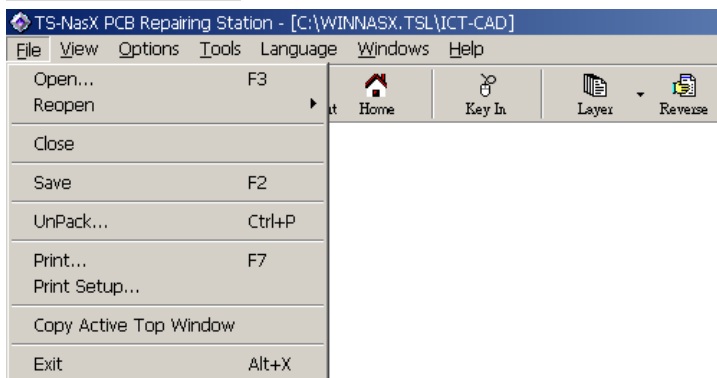 TS-NasX PCB Repairing Station - [C:\WINNASX.TSL\ICT-CAD]
File View Options Tools Language Windows Help
Open... F3
Reopen
Home Key In Layer Reverse
Close
Save F2
UnPack... Ctrl+P
Print... F7
Print Setup...
Copy Active Top Window
Exit Alt+X